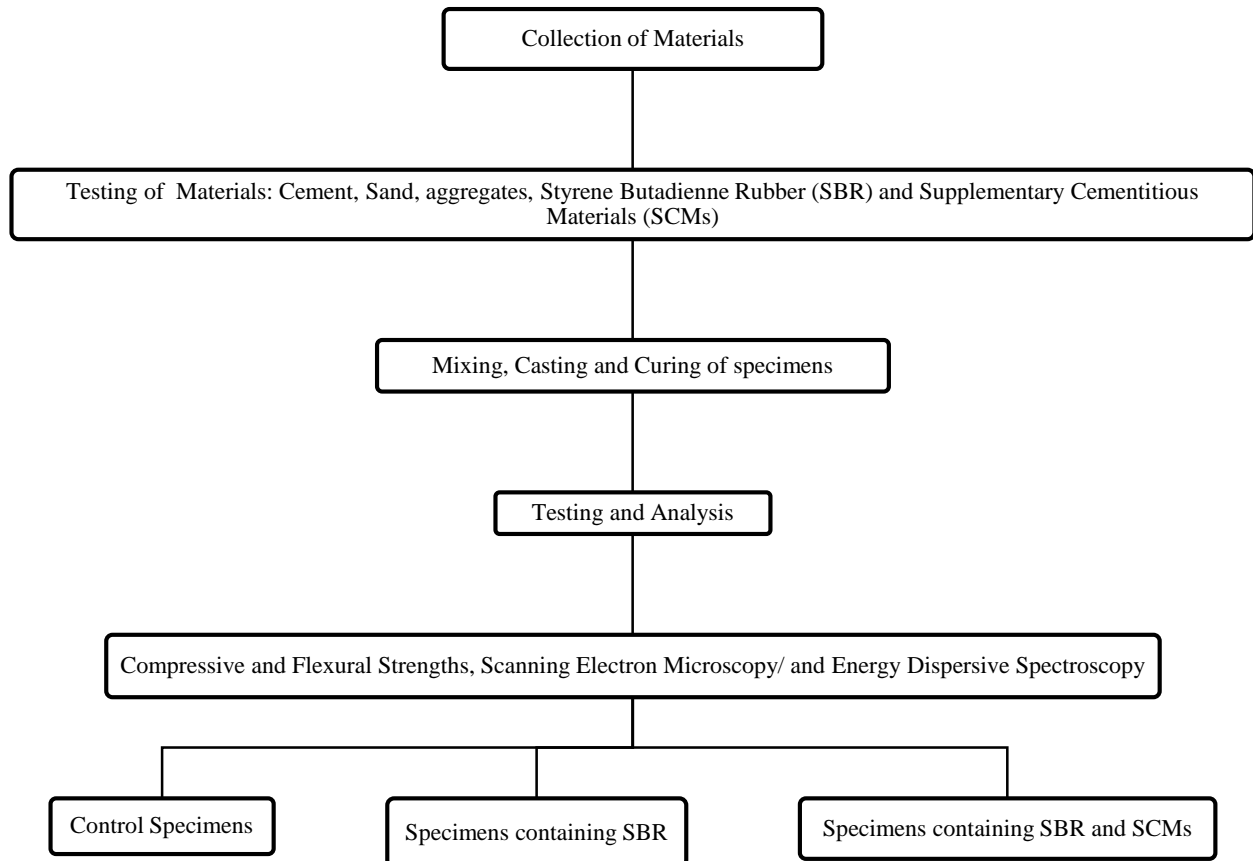 Collection of Materials
Testing of  Materials: Cement, Sand, aggregates, Styrene Butadienne Rubber (SBR) and Supplementary Cementitious
Materials (SCMs)
Mixing, Casting and Curing of specimens
Testing and Analysis
Compressive and Flexural Strengths, Scanning Electron Microscopy/ and Energy Dispersive Spectroscopy
Control Specimens
Specimens containing SBR
Specimens containing SBR and SCMs